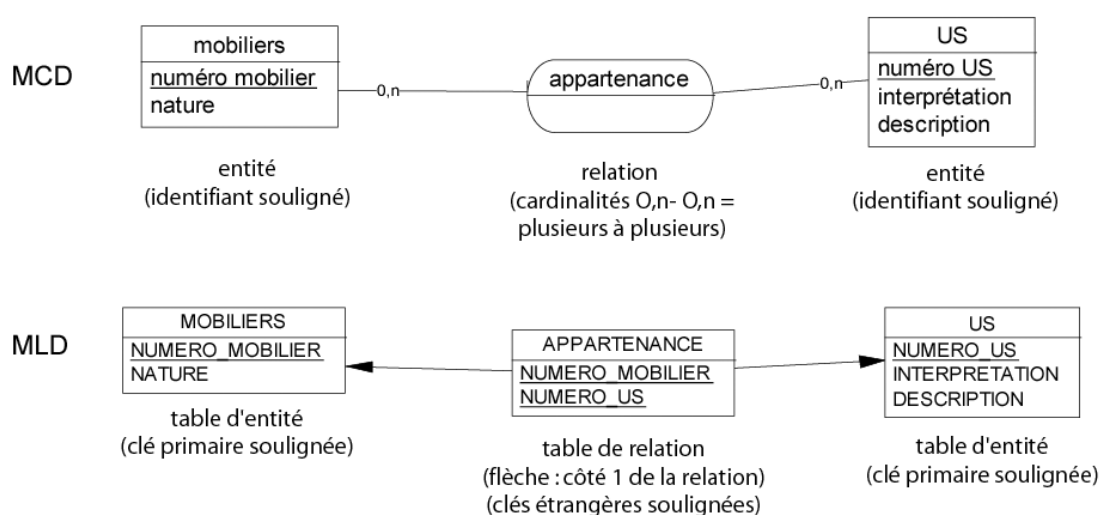 MCD
mobiliers
numéro mobilier
nature
0,n
appartenance
0,n
US
numéro US
interprétation
description
entité
(identifiant souligné)
relation
(cardinalités O,n- O,n =
plusieurs à plusieurs)
entité
(identifiant souligné)
MLD
MOBILIERS
NUMERO_MOBILIER
NATURE
APPARTENANCE
NUMERO_MOBILIER
NUMERO_US
US
NUMERO_US
INTERPRETATION
DESCRIPTION
table d'entité
(clé primaire soulignée)
table de relation
(flèche : côté 1 de la relation)
(clés étrangères soulignées)
table d'entité
(clé primaire soulignée)